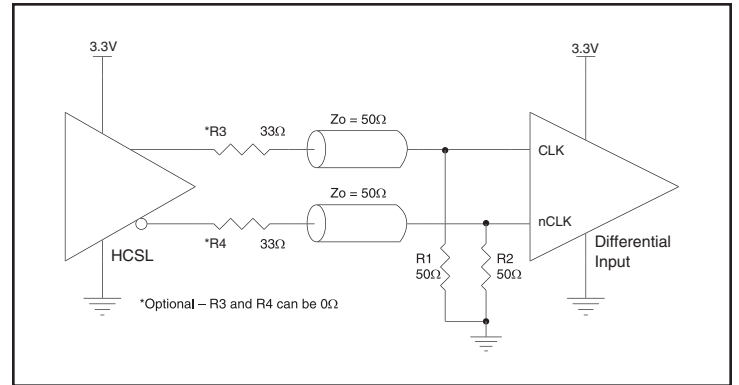 3.3V
3.3V
*R3 33Ω
Zo = 50Ω
CLK
Zo = 50Ω
nCLK
*R4 33Ω
HCSL
R1
50Ω
R2
50Ω
Differential
Input
*Optional – R3 and R4 can be 0Ω